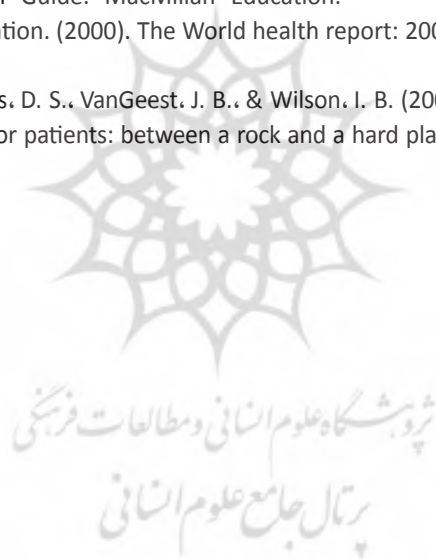 r Guide. MacMillan Education.
ation. (2000). The World health report: 200
s، D. S.، VanGeest، J. B.، & Wilson، I. B. (200
or patients: between a rock and a hard pla
پژوهشگاه علوم انسانی و مطالعات فرهنگی
پرتال جامع علوم انسانی